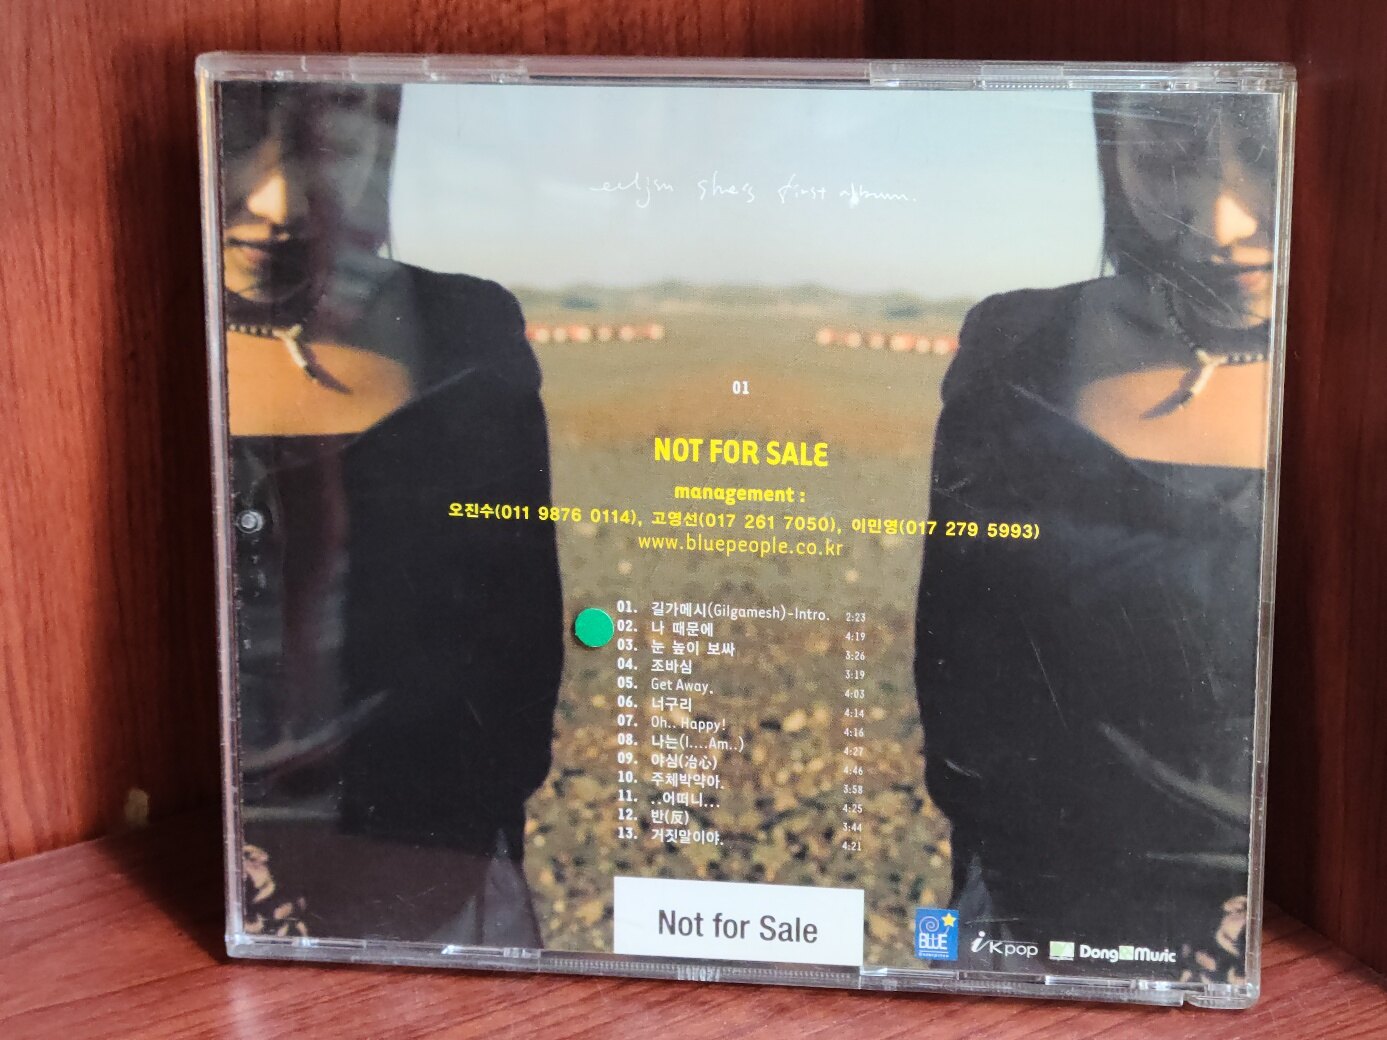 she's first album.
01
NOT FOR SALE
management :
오진수(011 9876 0114), 고영선(017 261 7050), 이민영(017 279 5993)
www.bluepeople.co.kr
01. 길가메시(Gilgamesh)-Intro. 2:23
02. 나 때문에 4:19
03. 눈 높이 보싸 3:26
04. 조바심 3:19
05. Get Away. 4:03
06. 너구리 4:14
07. Oh.. Happy! 4:16
08. 나는(I....Am..) 4:27
09. 야심(冶心) 4:46
10. 주체박약아. 3:58
11. ..어떠니... 4:25
12. 반(反) 3:44
13. 거짓말이야. 4:21
Not for Sale
BLUE
Enterprise
iKpop
Dong Music